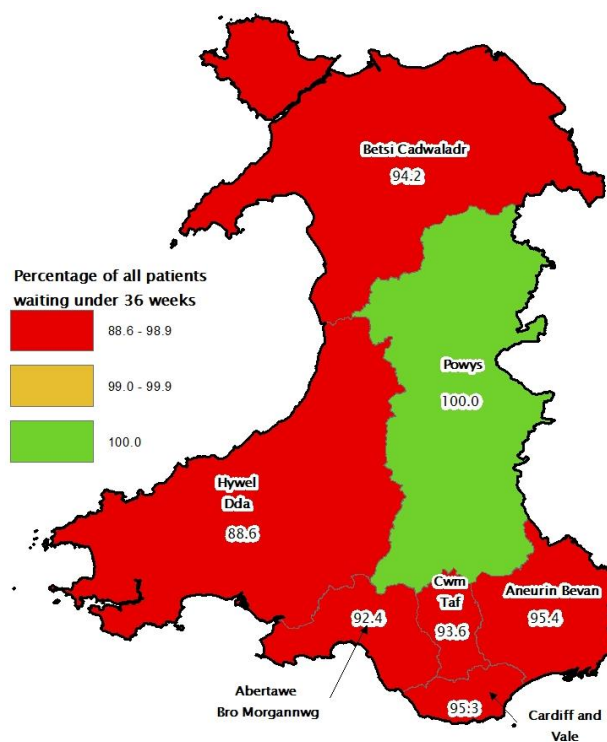 Betsi Cadwaladr
94.2
Percentage of all patients
waiting under 36 weeks
88.6 - 98.9
99.0 - 99.9
100.0
Powys
100.0
Hywel
Dda
88.6
Cwm
Taf
93.6
Aneurin Bevan
95.4
92.4
Abertawe
Bro Morgannwg
95.3
Cardiff and
Vale